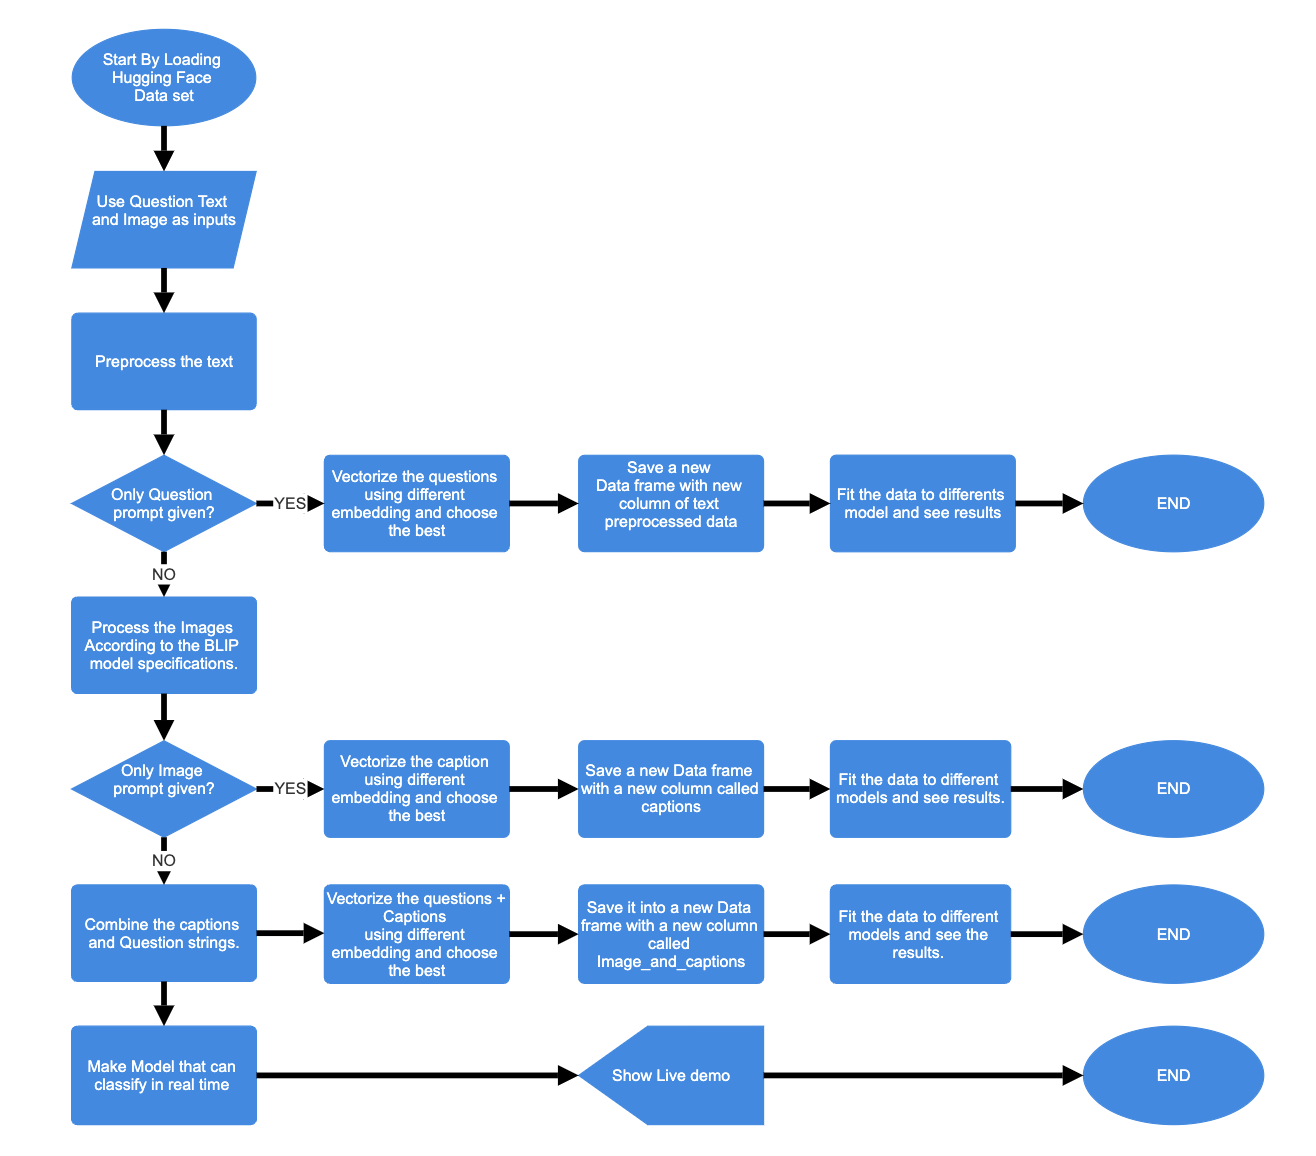 Start By Loading
Hugging Face
Data set
Use Question Text
and Image as inputs
Preprocess the text
Only Question
prompt given?
YES
Vectorize the questions
using different
embedding and choose
the best
Save a new
Data frame with new
column of text
preprocessed data
Fit the data to differents
model and see results
END
NO
Process the Images
According to the BLIP
model specifications.
Only Image
prompt given?
YES
Vectorize the caption
using different
embedding and choose
the best
Save a new Data frame
with a new column called
captions
Fit the data to different
models and see results.
END
NO
Combine the captions
and Question strings.
Vectorize the questions +
Captions
using different
embedding and choose
the best
Save it into a new Data
frame with a new column
called
Image_and_captions
Fit the data to different
models and see the
results.
END
Make Model that can
classify in real time
Show Live demo
END